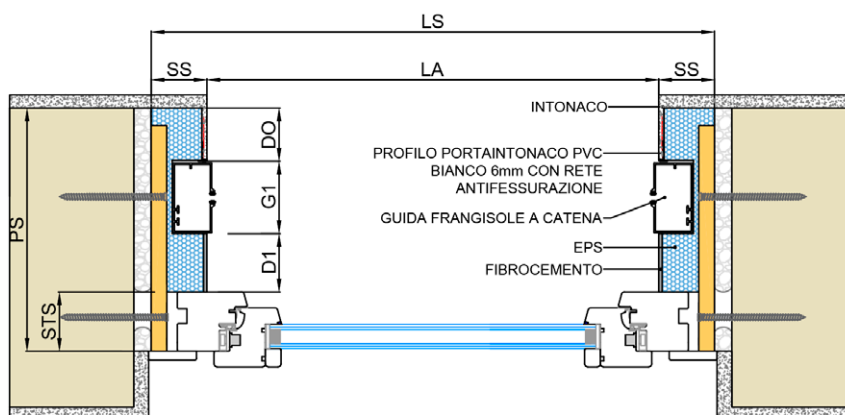 LS
SS
LA
SS
INTONACO
DO
PROFILO PORTAINTONACO PVC
BIANCO 6mm CON RETE
ANTIFESSURAZIONE
G1
GUIDA FRANGISOLE A CATENA
PS
EPS
D1
FIBROCEMENTO
STS